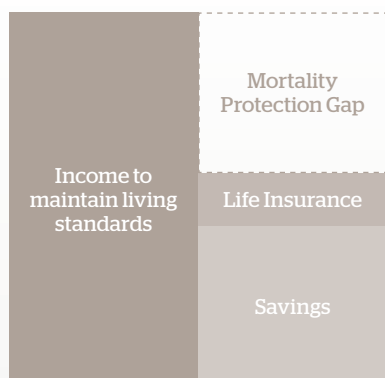 Mortality
Protection Gap
Income to
maintain living
standards
Life Insurance
Savings